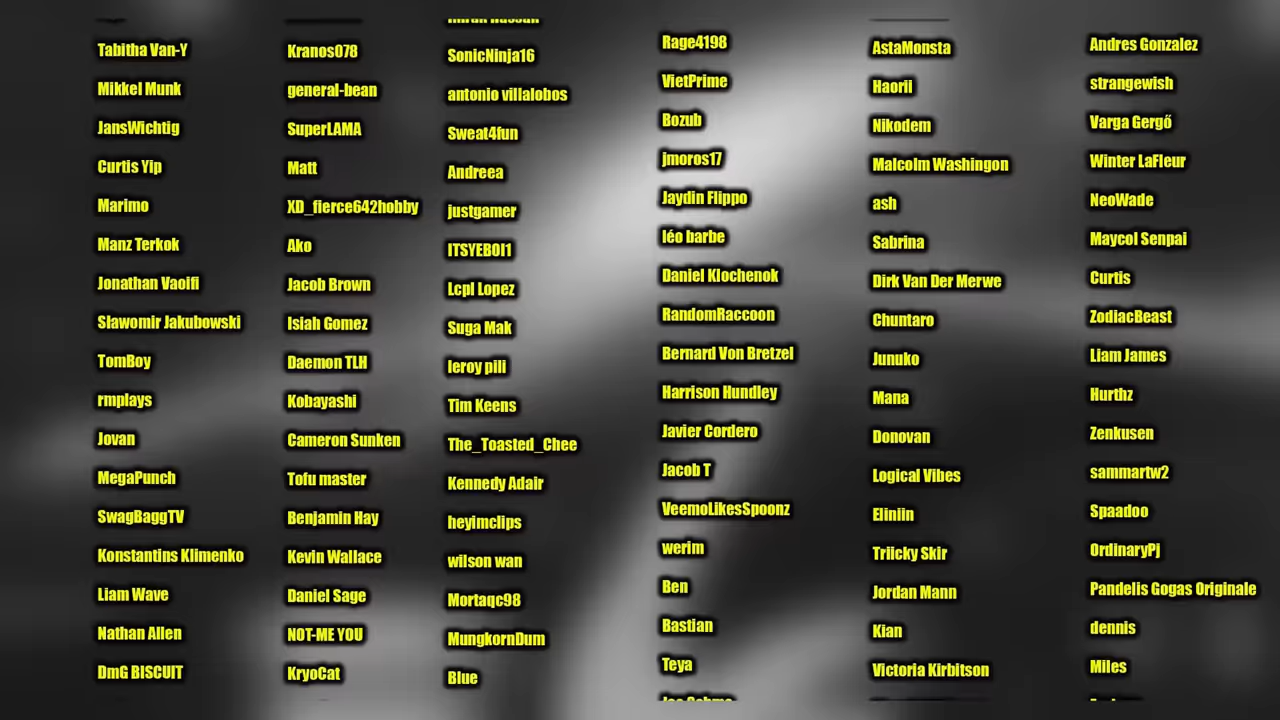 Tabitha Van-Y
Mikkel Munk
JansWichtig
Curtis Yip
Marimo
Manz Terkok
Jonathan Vaoifi
Sławomir Jakubowski
TomBoy
rmplays
Jovan
MegaPunch
SwagBaggTV
Konstantins Klimenko
Liam Wave
Nathan Allen
DmG BISCUIT
Kranos078
general-bean
SuperLAMA
Matt
XD_fierce642hobby
Ako
Jacob Brown
Isiah Gomez
Daemon TLH
Kobayashi
Cameron Sunken
Tofu master
Benjamin Hay
Kevin Wallace
Daniel Sage
NOT-ME YOU
KryoCat
SonicNinja16
antonio villalobos
Sweat4fun
Andreea
justgamer
ITSYEBOI1
Lcpl Lopez
Suga Mak
leroy pili
Tim Keens
The_Toasted_Chee
Kennedy Adair
heyimclips
wilson wan
Mortaqc98
MungkornDum
Blue
Rage4198
VietPrime
Bozub
jmoros17
Jaydin Flippo
léo barbe
Daniel Klochenok
RandomRaccoon
Bernard Von Bretzel
Harrison Hundley
Javier Cordero
Jacob T
VeemoLikesSpoonz
werim
Ben
Bastian
Teya
AstaMonsta
Haorii
Nikodem
Malcolm Washingon
ash
Sabrina
Dirk Van Der Merwe
Chuntaro
Junuko
Mana
Donovan
Logical Vibes
Eliniin
Triicky Skir
Jordan Mann
Kian
Victoria Kirbitson
Andres Gonzalez
strangewish
Varga Gergő
Winter LaFleur
NeoWade
Maycol Senpai
Curtis
ZodiacBeast
Liam James
Hurthz
Zenkusen
sammartw2
Spaadoo
OrdinaryPj
Pandelis Gogas Originale
dennis
Miles